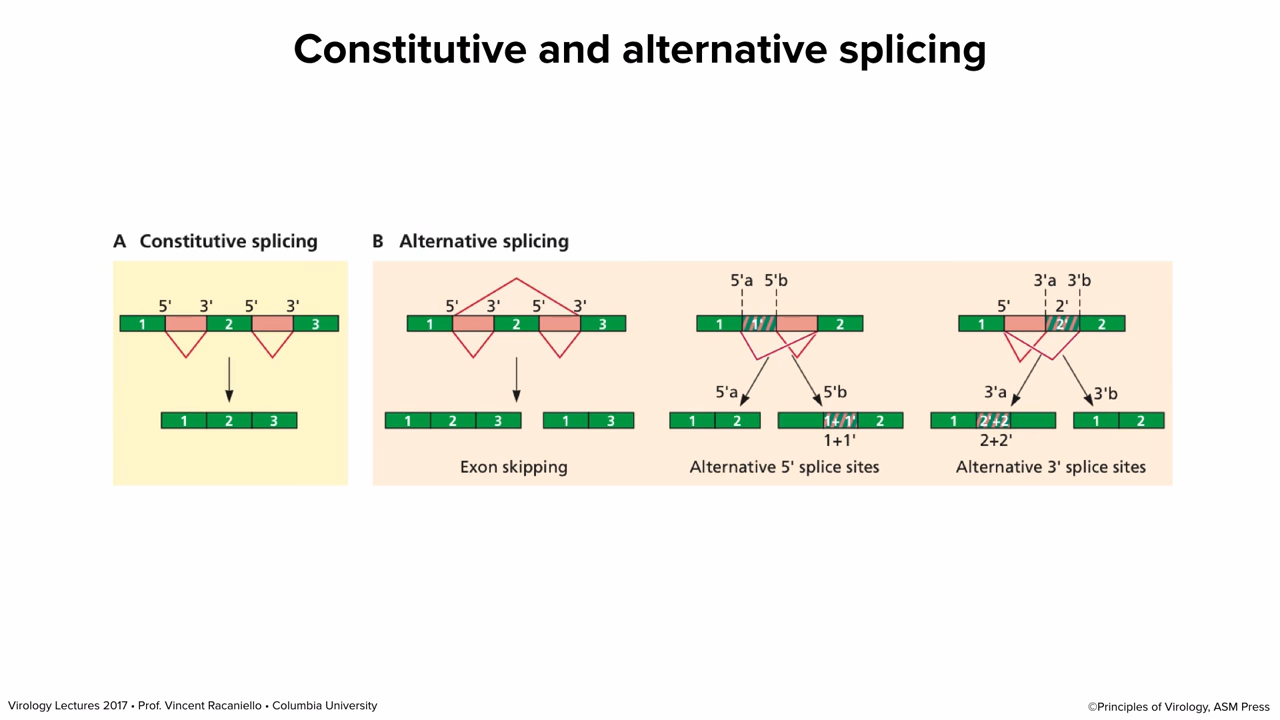 Constitutive and alternative splicing
A Constitutive splicing
5' 3' 5' 3'
1 2 3
1 2 3
B Alternative splicing
5' 3' 5' 3'
1 2 3
1 2 3 1 3
Exon skipping
5'a 5'b
1 1' 2
5'a 5'b
1 2 1+1' 2
1+1'
Alternative 5' splice sites
3'a 3'b
5' 2'
1 2' 2
3'a 3'b
1 2'+2 1 2
2+2'
Alternative 3' splice sites
Virology Lectures 2017 • Prof. Vincent Racaniello • Columbia University
©Principles of Virology, ASM Press